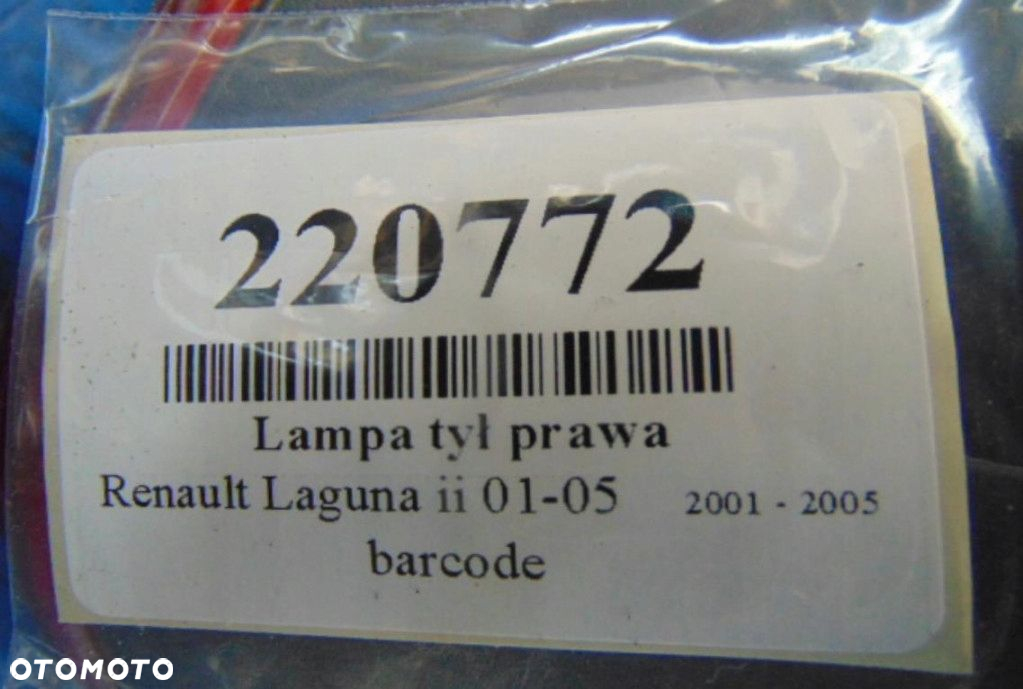 220772
Lampa tył prawa
Renault Laguna ii 01-05 2001 - 2005
barcode
OTOMOTO